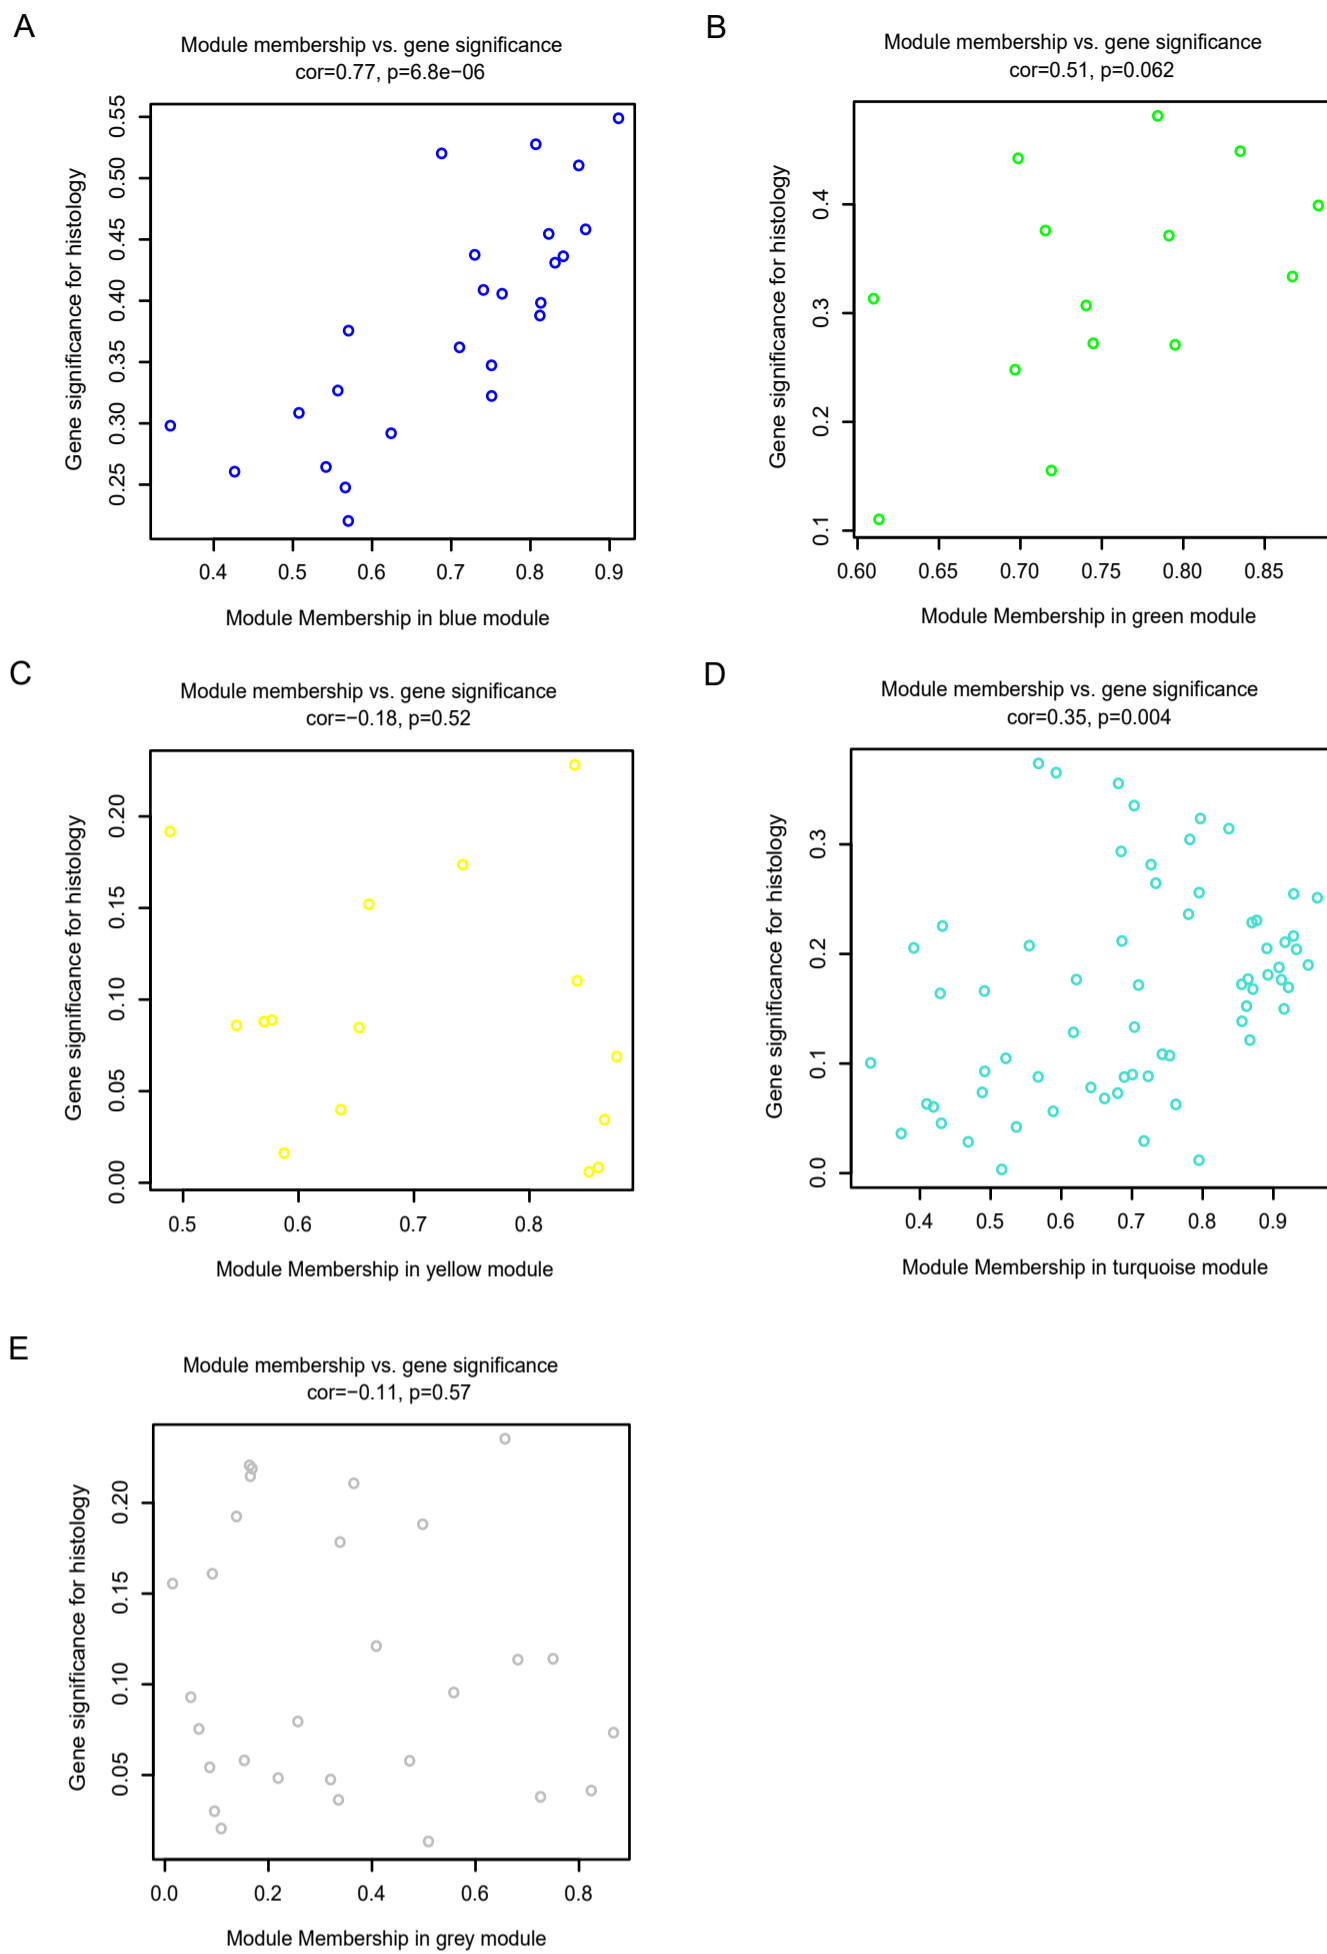 A
Module membership vs. gene significance
cor=0.77, p=6.8e−06
Gene significance for histology
0.55
0.50
0.45
0.40
0.35
0.30
0.25
0.4 0.5 0.6 0.7 0.8 0.9
Module Membership in blue module
B
Module membership vs. gene significance
cor=0.51, p=0.062
Gene significance for histology
0.4
0.3
0.2
0.1
0.60 0.65 0.70 0.75 0.80 0.85
Module Membership in green module
C
Module membership vs. gene significance
cor=−0.18, p=0.52
Gene significance for histology
0.20
0.15
0.10
0.05
0.00
0.5 0.6 0.7 0.8
Module Membership in yellow module
D
Module membership vs. gene significance
cor=0.35, p=0.004
Gene significance for histology
0.3
0.2
0.1
0.0
0.4 0.5 0.6 0.7 0.8 0.9
Module Membership in turquoise module
E
Module membership vs. gene significance
cor=−0.11, p=0.57
Gene significance for histology
0.20
0.15
0.10
0.05
0.0 0.2 0.4 0.6 0.8
Module Membership in grey module